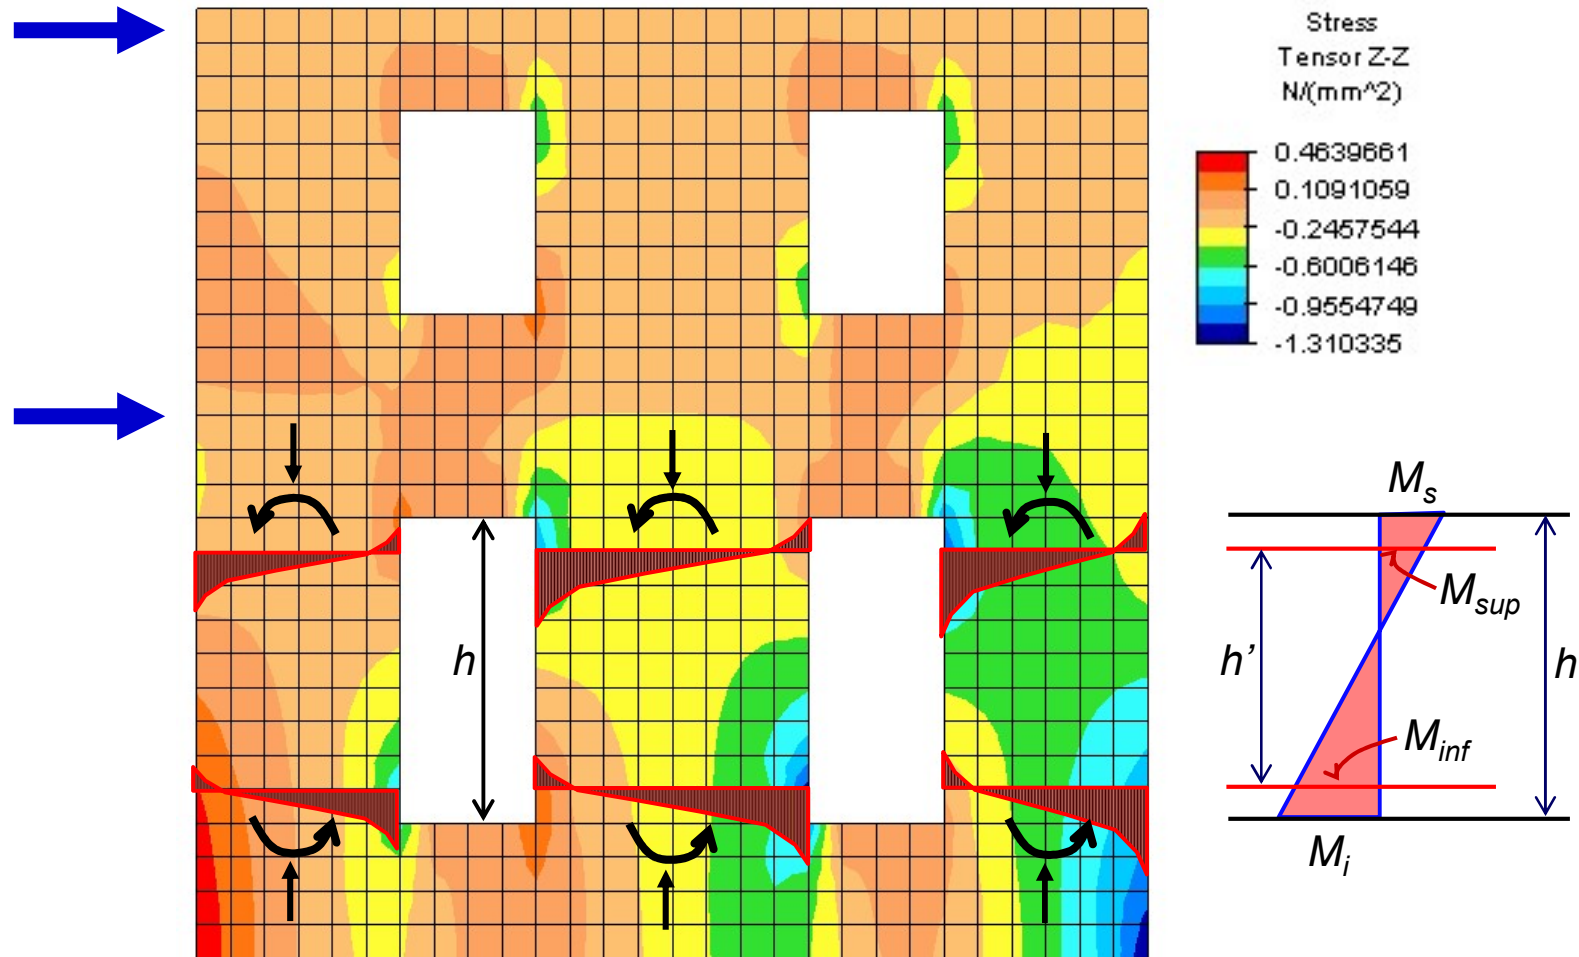 Stress
Tensor Z-Z
N/(mm^2)
0.4639661
0.1091059
-0.2457544
-0.6006146
-0.9554749
-1.310335
h
Ms
Msup
h’
h
Minf
Mi